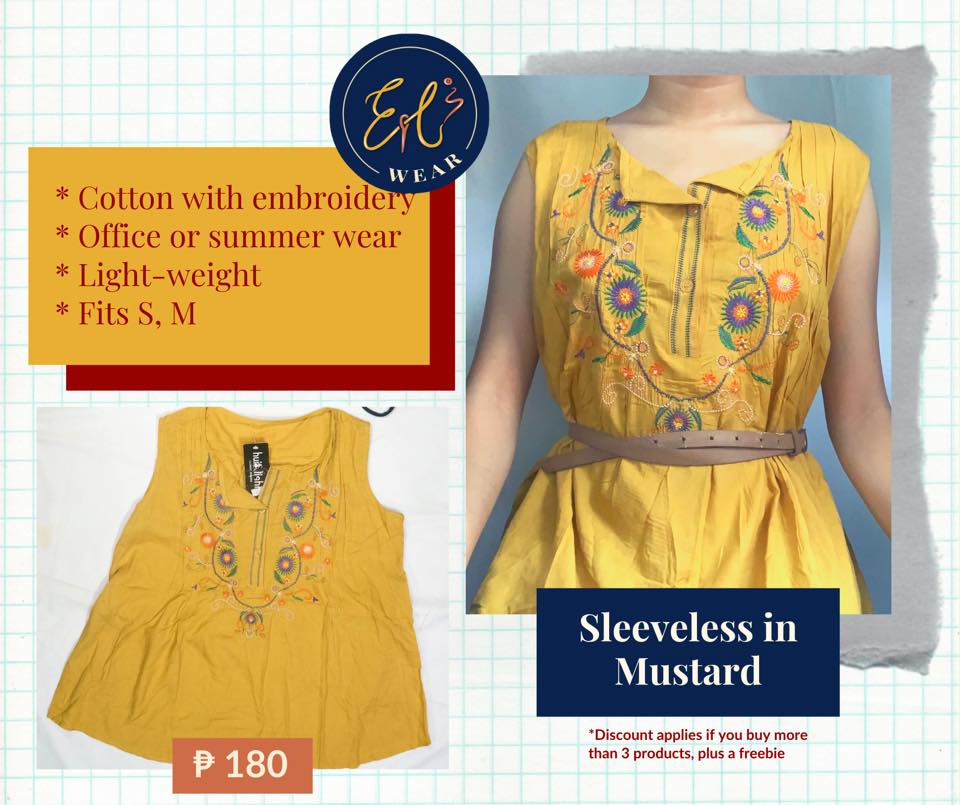 Eli's
WEAR
* Cotton with embroidery
* Office or summer wear
* Light-weight
* Fits S, M
₱ 180
Sleeveless in
Mustard
*Discount applies if you buy more
than 3 products, plus a freebie